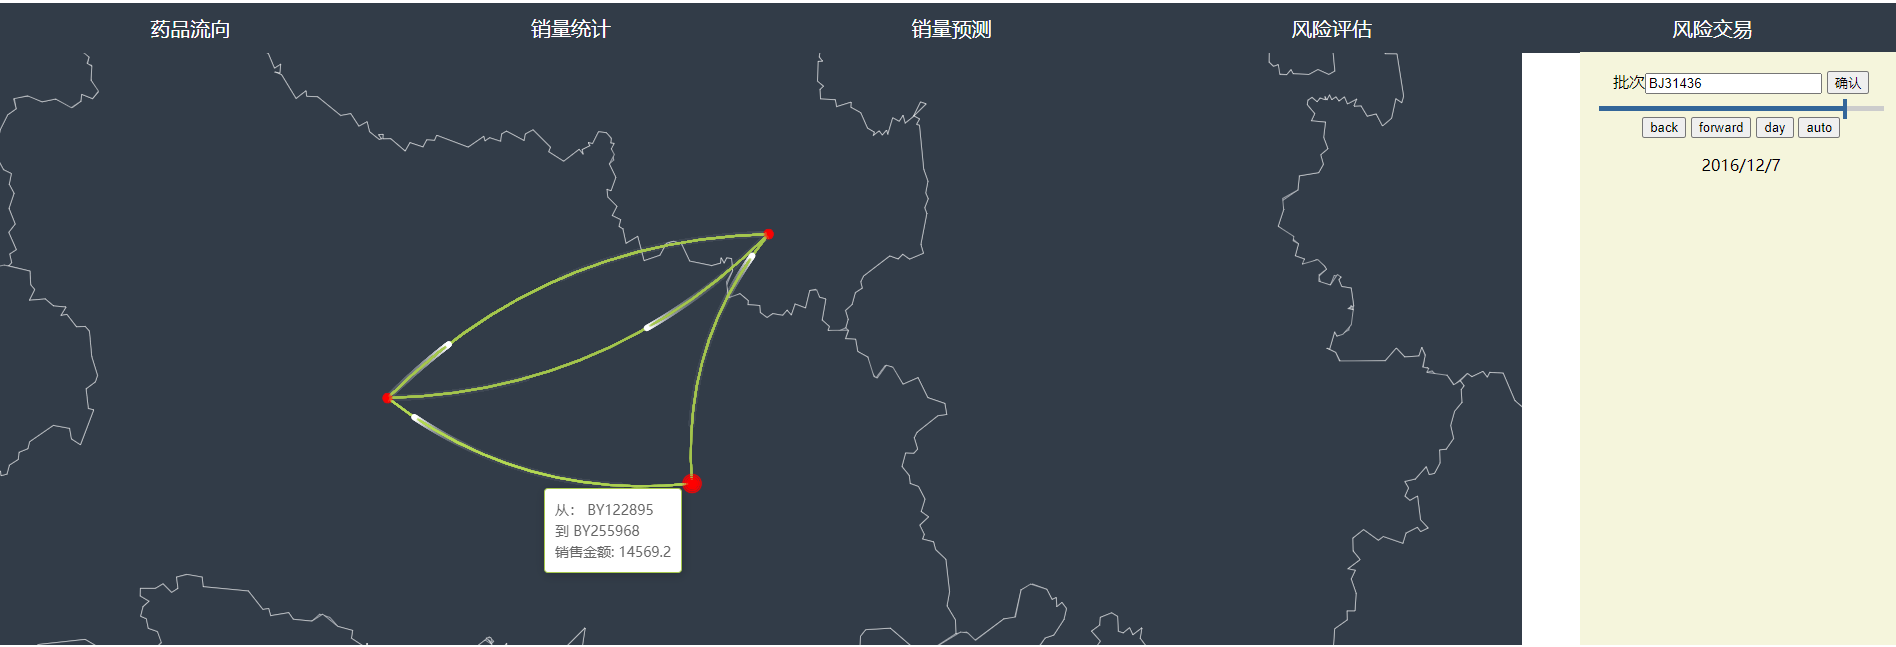 药品流向 销量统计 销量预测 风险评估 风险交易
批次 BJ31436 确认
back forward day auto
2016/12/7
从： BY122895
到 BY255968
销售金额: 14569.2